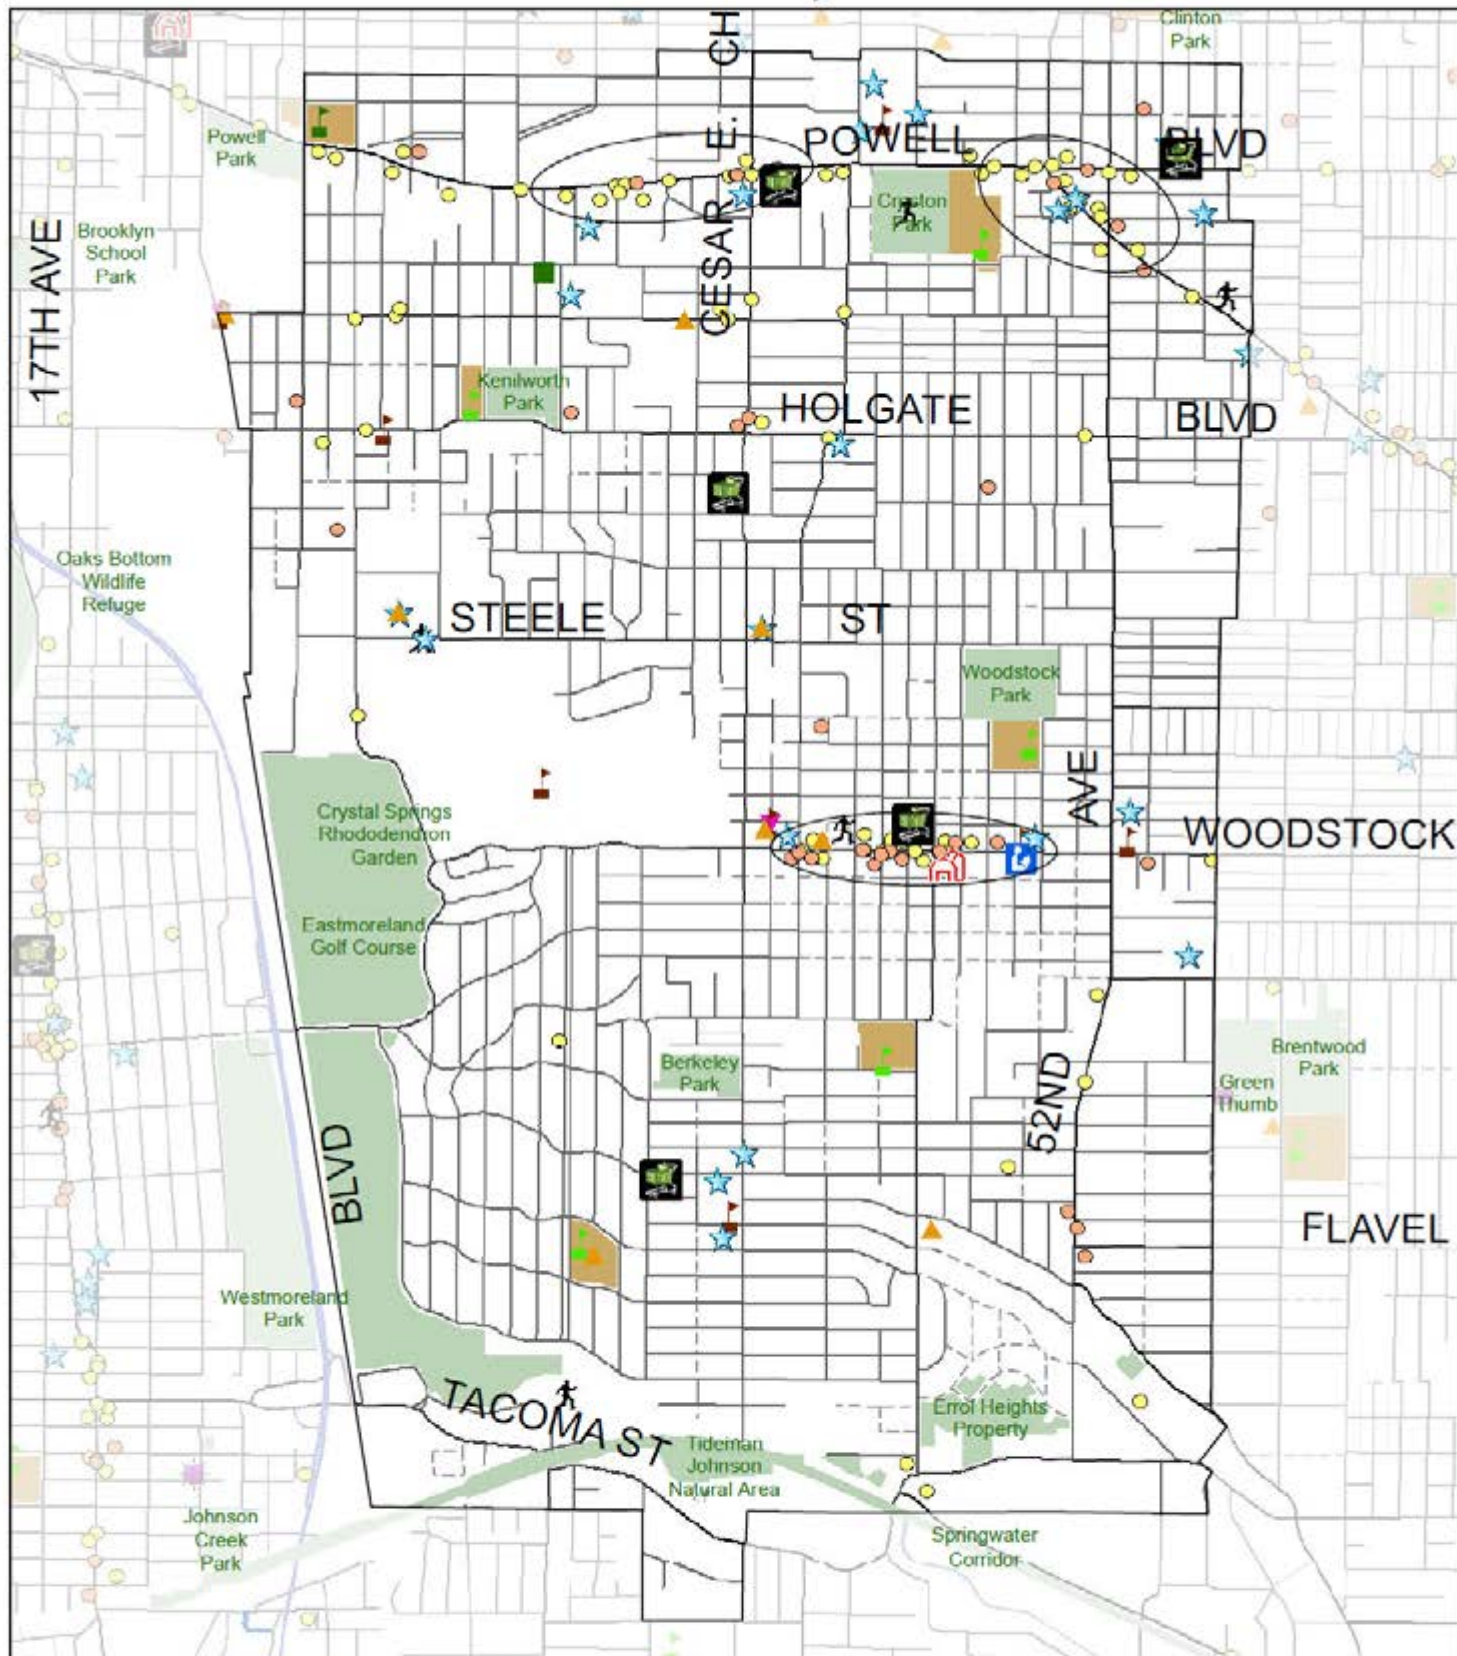 Clinton
Park
E. CH
POWELL
BLVD
Powell
Park
Creston
Park
CESAR
17TH AVE
Brooklyn
School
Park
Kenilworth
Park
HOLGATE
BLVD
Oaks Bottom
Wildlife
Refuge
STEELE
ST
Woodstock
Park
AVE
WOODSTOCK
Crystal Springs
Rhododendron
Garden
Eastmoreland
Golf Course
Berkeley
Park
52ND
Brentwood
Park
Green
Thumb
BLVD
FLAVEL
Westmoreland
Park
TACOMA ST
Errol Heights
Property
Tideman
Johnson
Natural Area
Johnson
Creek
Park
Springwater
Corridor